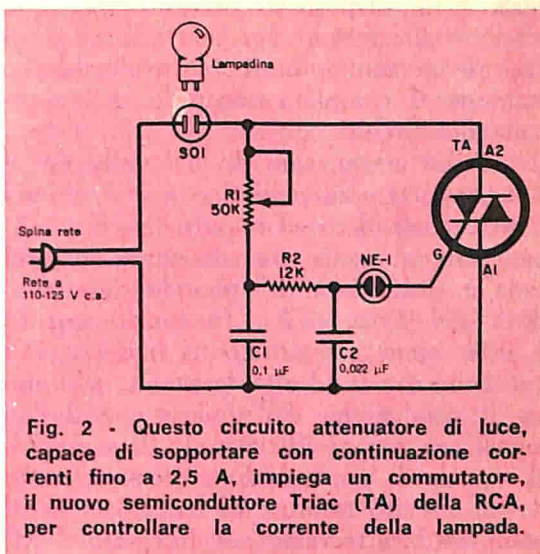 Lampadina
SO1
TA
A2
R1
50K
Spina rete
R2
12K
NE-1
G
A1
Rete a
110-125 V c.a.
C1
0,1 µF
C2
0,022 µF
Fig. 2 - Questo circuito attenuatore di luce,
capace di sopportare con continuazione cor-
renti fino a 2,5 A, impiega un commutatore,
il nuovo semiconduttore Triac (TA) della RCA,
per controllare la corrente della lampada.